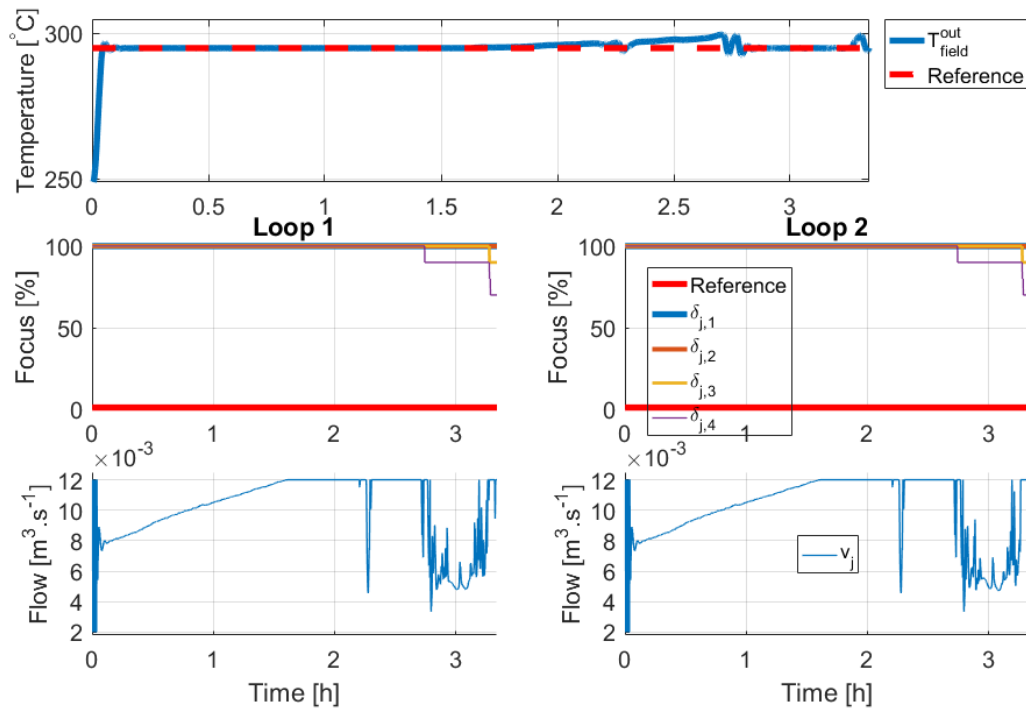 Temperature [°C]
300
250
0 0.5 1 1.5 2 2.5 3
T^out_field
Reference
Loop 1
Focus [%]
100
50
0
0 1 2 3
Loop 2
Focus [%]
100
50
0
0 1 2 3
Reference
δ_j,1
δ_j,2
δ_j,3
δ_j,4
×10^-3
Flow [m^3.s^-1]
12
10
8
6
4
2
0 1 2 3
Time [h]
×10^-3
Flow [m^3.s^-1]
12
10
8
6
4
2
v_j
0 1 2 3
Time [h]